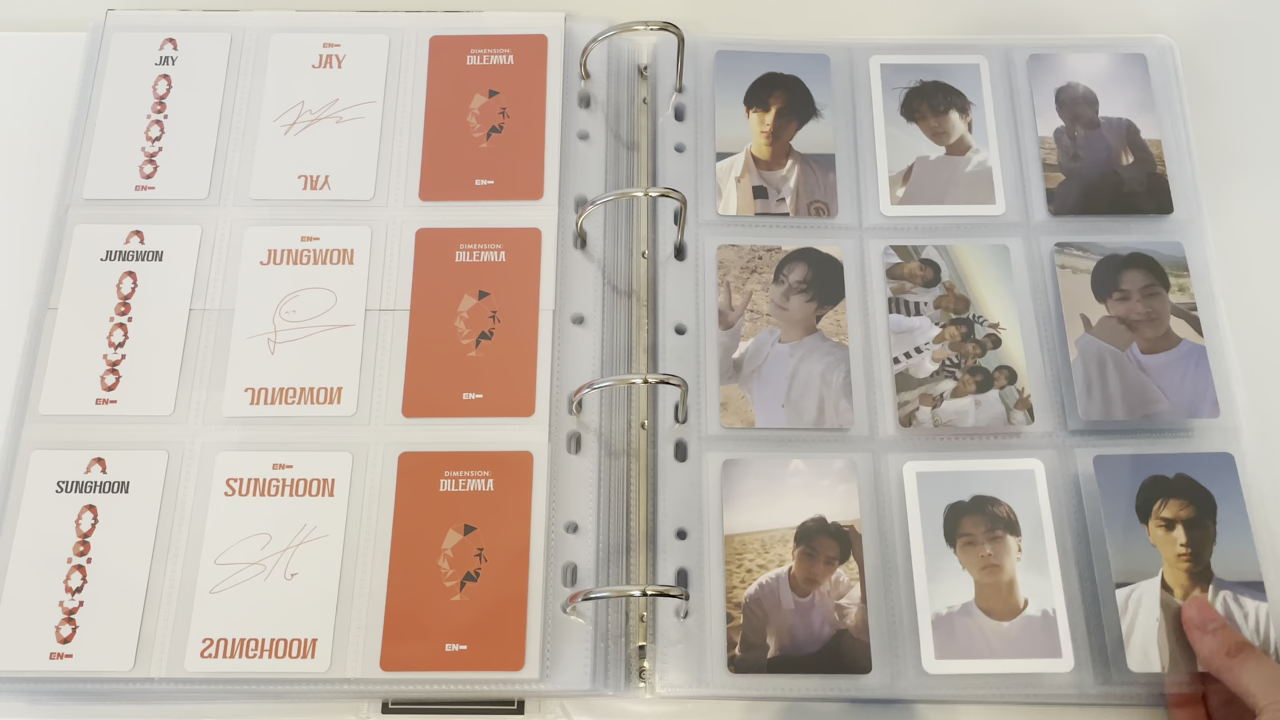 JAY
EN-
EN-
JAY
JAY
DIMENSION:
DILEMMA
EN-
JUNGWON
EN-
EN-
JUNGWON
JUNGWON
DIMENSION:
DILEMMA
EN-
SUNGHOON
EN-
EN-
SUNGHOON
SUNGHOON
DIMENSION:
DILEMMA
EN-